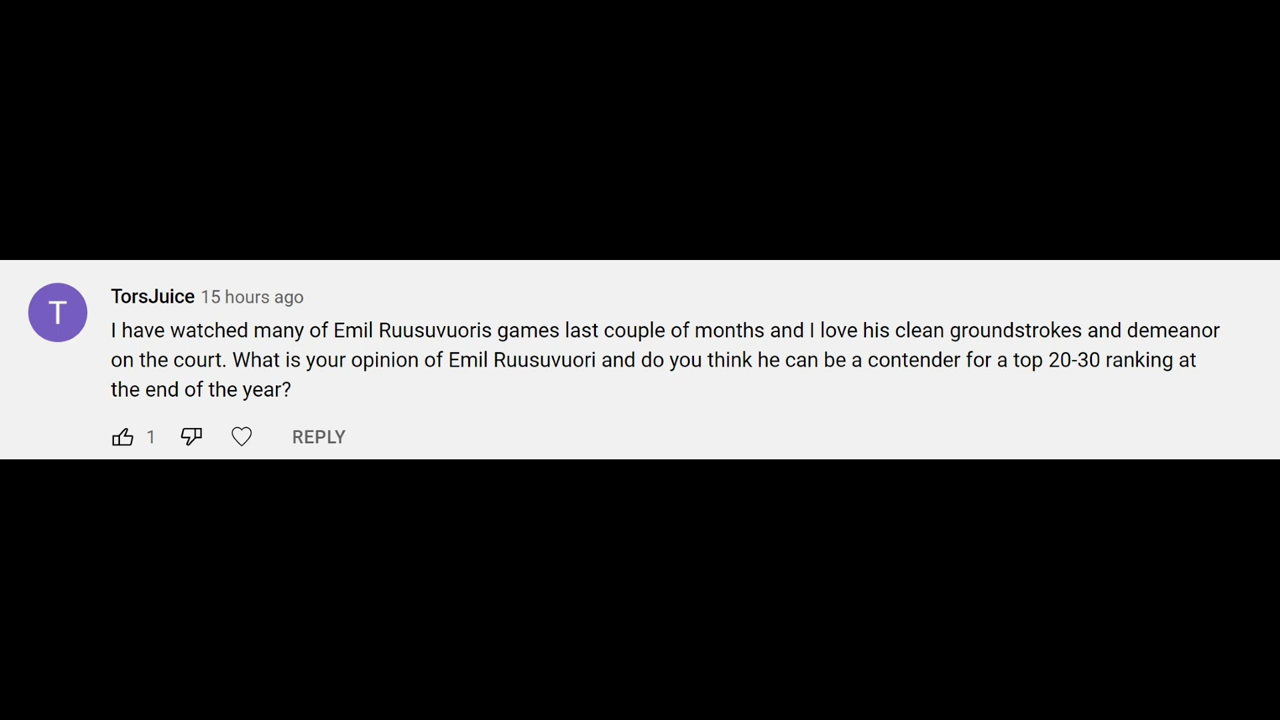 T
TorsJuice 15 hours ago
I have watched many of Emil Ruusuvuoris games last couple of months and I love his clean groundstrokes and demeanor
on the court. What is your opinion of Emil Ruusuvuori and do you think he can be a contender for a top 20-30 ranking at
the end of the year?
1 REPLY